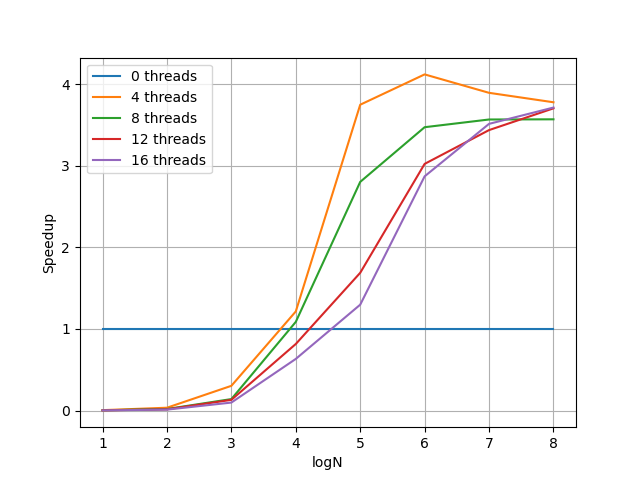 0 threads
4 threads
8 threads
12 threads
16 threads
Speedup
4
3
2
1
0
1 2 3 4 5 6 7 8
logN